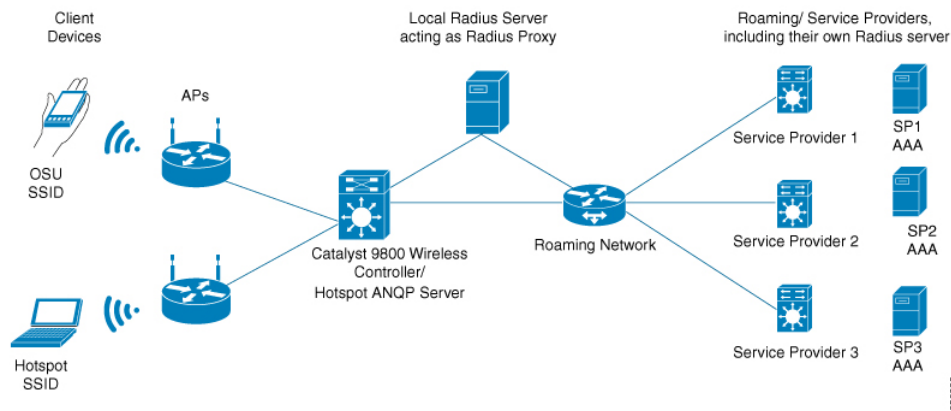 Client
Devices
Local Radius Server
acting as Radius Proxy
Roaming/ Service Providers,
including their own Radius server
APs
OSU
SSID
Service Provider 1
SP1
AAA
Catalyst 9800 Wireless
Controller/
Hotspot ANQP Server
Roaming Network
Service Provider 2
SP2
AAA
Hotspot
SSID
Service Provider 3
SP3
AAA